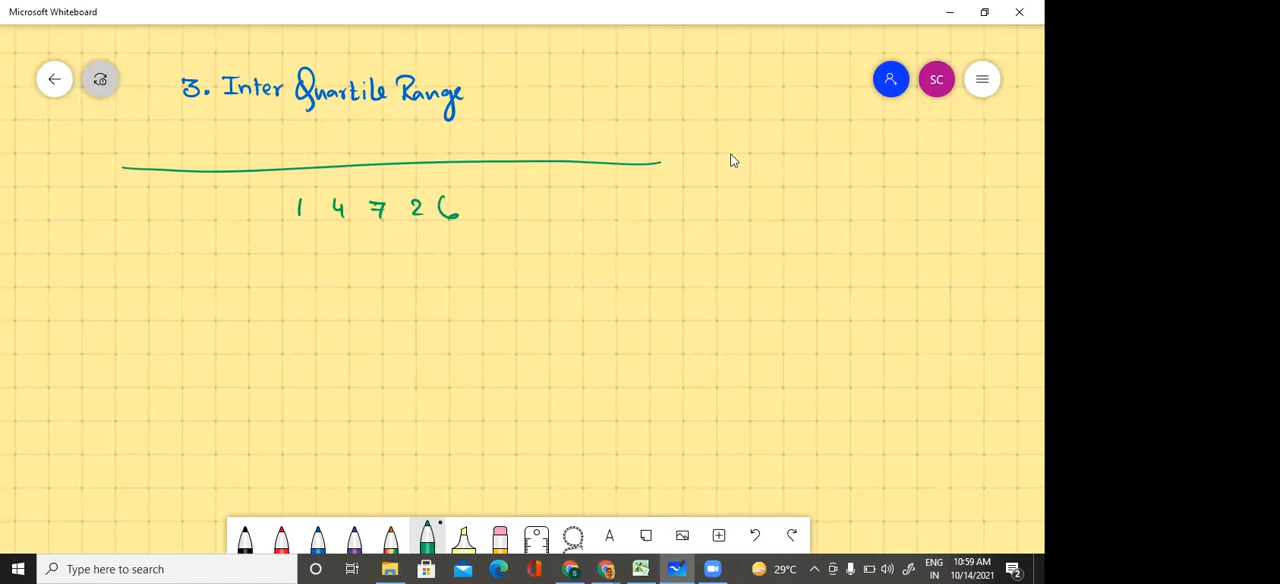 Microsoft Whiteboard
SC
3. Inter Quartile Range
1 4 7 2 6
A
Type here to search
29°C
ENG
IN
10:59 AM
10/14/2021
2